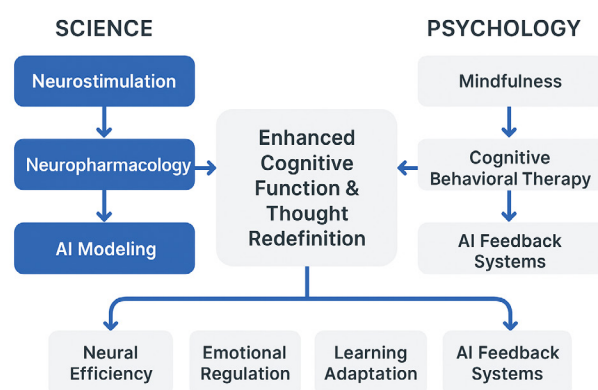 SCIENCE
PSYCHOLOGY
Neurostimulation
Neuropharmacology
AI Modeling
Enhanced
Cognitive
Function &
Thought
Redefinition
Mindfulness
Cognitive
Behavioral Therapy
AI Feedback
Systems
Neural
Efficiency
Emotional
Regulation
Learning
Adaptation
AI Feedback
Systems